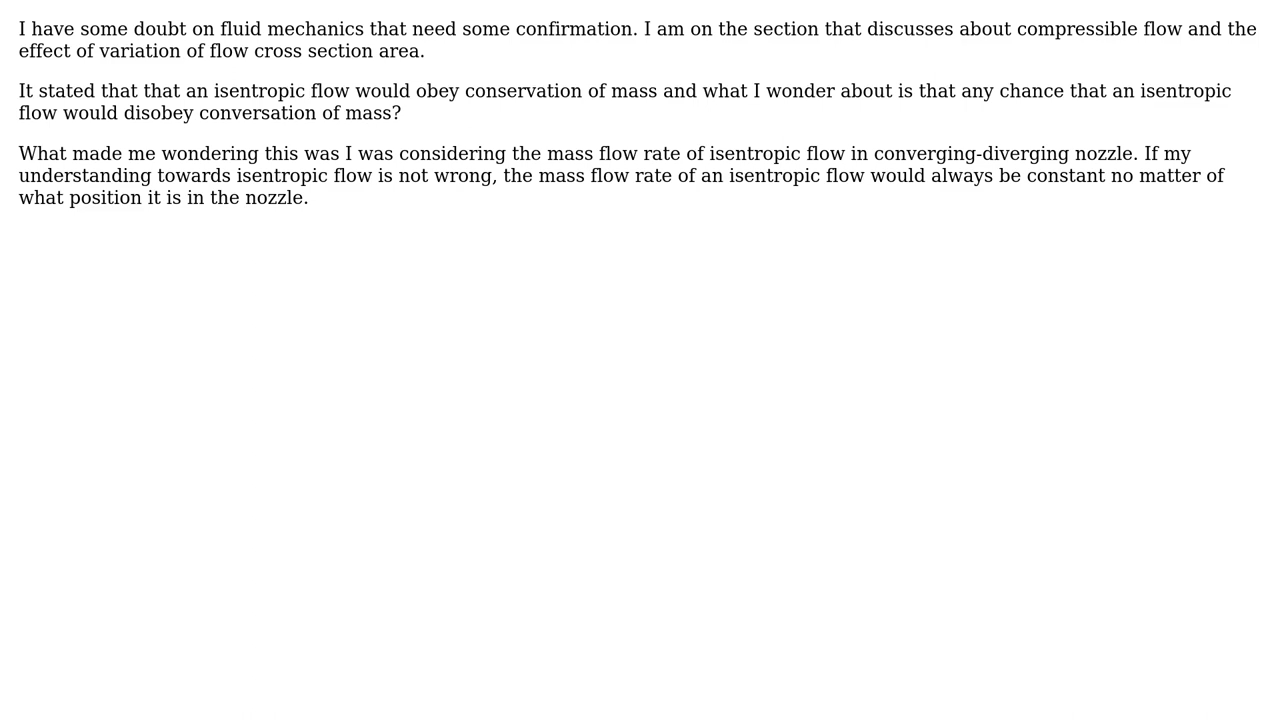 I have some doubt on fluid mechanics that need some confirmation. I am on the section that discusses about compressible flow and the
effect of variation of flow cross section area.
It stated that that an isentropic flow would obey conservation of mass and what I wonder about is that any chance that an isentropic
flow would disobey conversation of mass?
What made me wondering this was I was considering the mass flow rate of isentropic flow in converging-diverging nozzle. If my
understanding towards isentropic flow is not wrong, the mass flow rate of an isentropic flow would always be constant no matter of
what position it is in the nozzle.